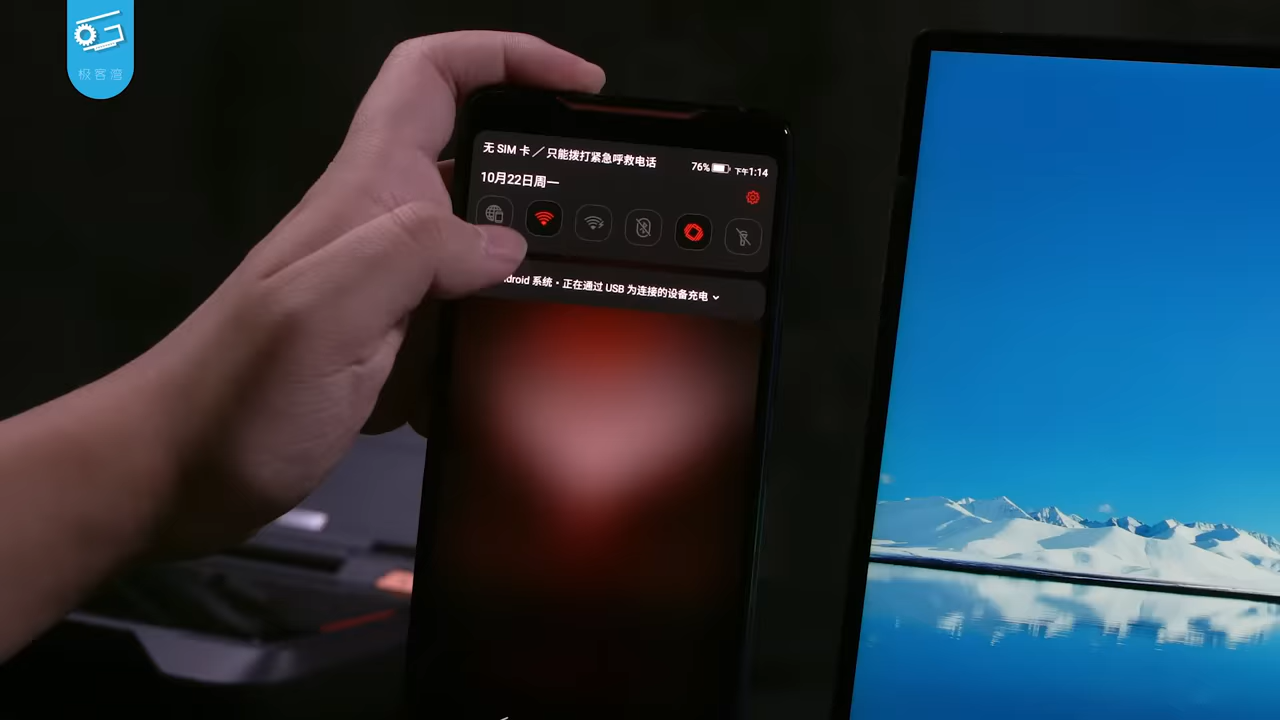 极客湾
无 SIM 卡 ／ 只能拨打紧急呼救电话
76% 下午1:14
10月22日周一
droid 系统 • 正在通过 USB 为连接的设备充电